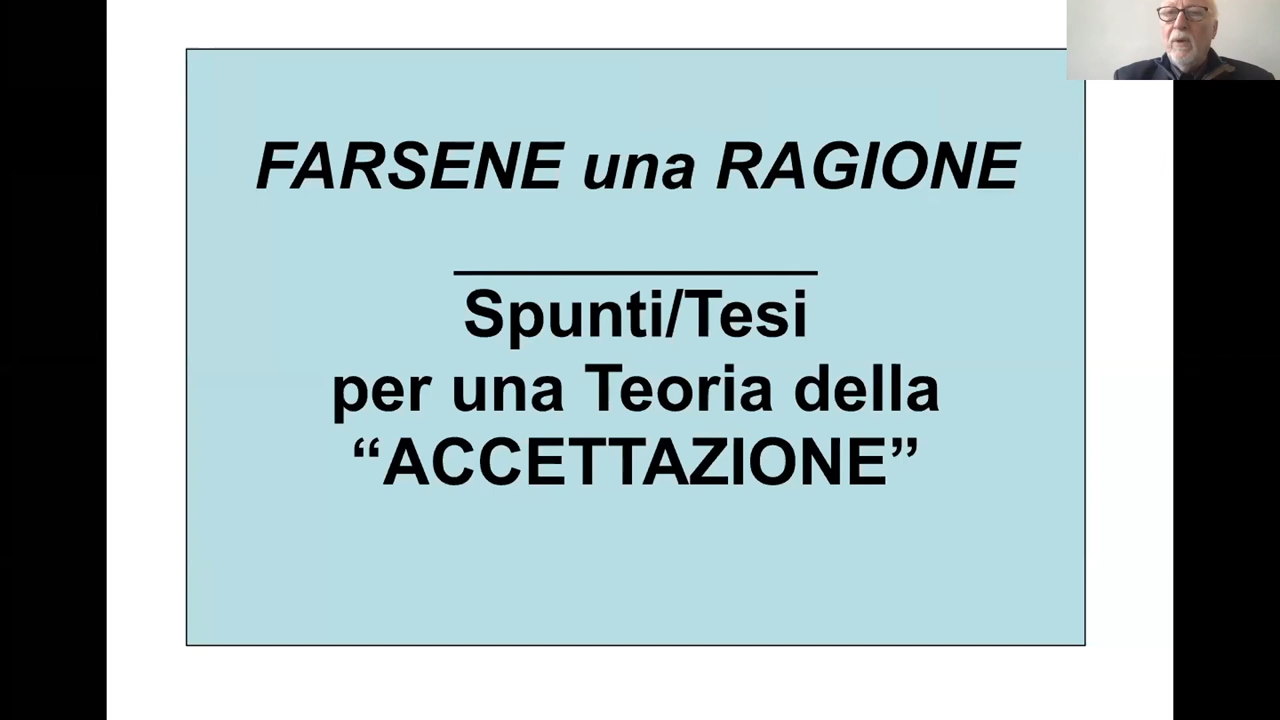 FARSENE una RAGIONE
Spunti/Tesi
per una Teoria della
“ACCETTAZIONE”